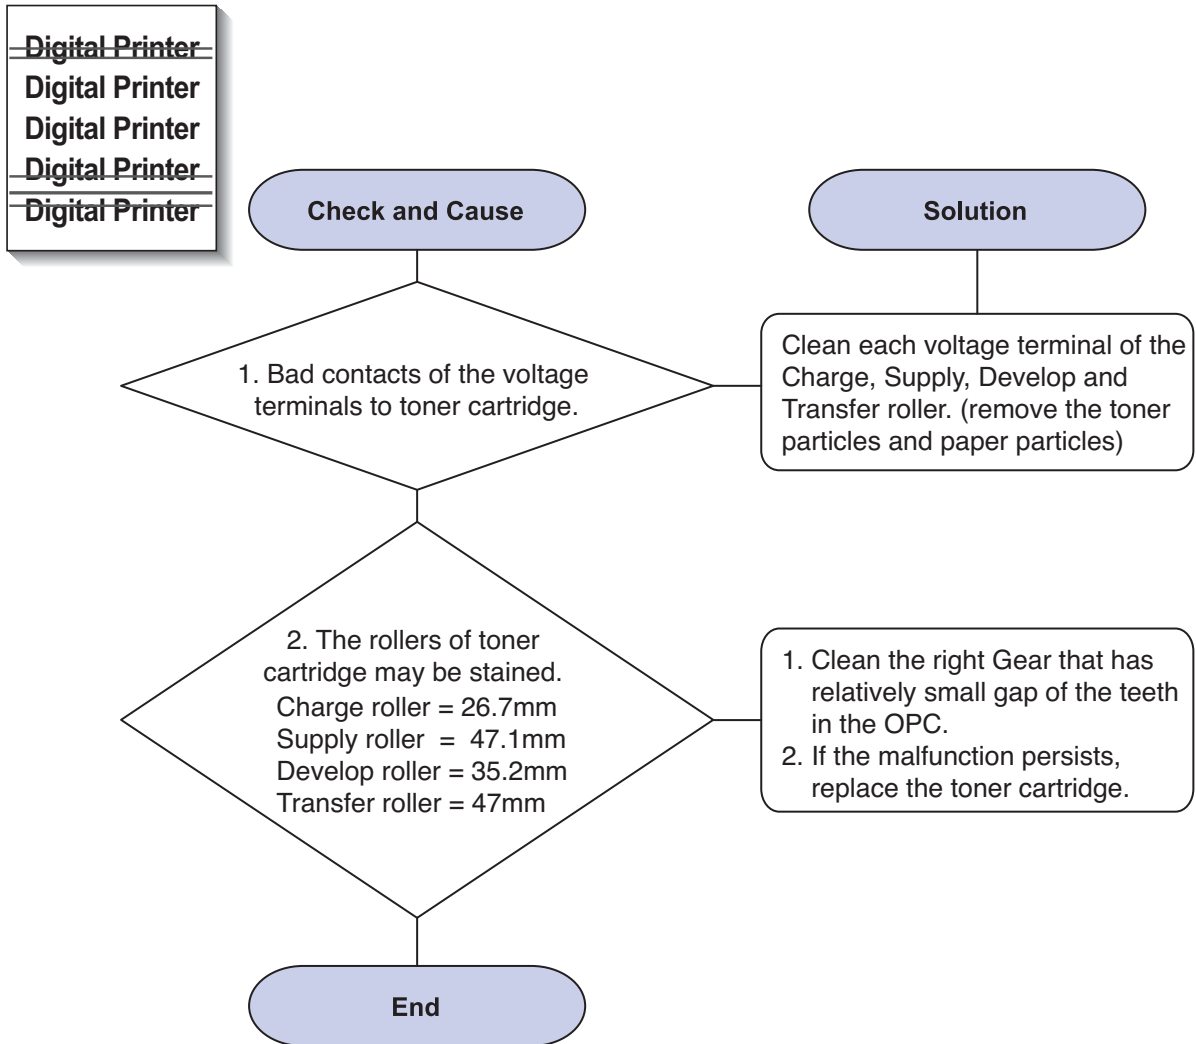 Digital Printer
Digital Printer
Digital Printer
Digital Printer
Digital Printer
Check and Cause
Solution
1. Bad contacts of the voltage
terminals to toner cartridge.
Clean each voltage terminal of the
Charge, Supply, Develop and
Transfer roller. (remove the toner
particles and paper particles)
2. The rollers of toner
cartridge may be stained.
Charge roller = 26.7mm
Supply roller = 47.1mm
Develop roller = 35.2mm
Transfer roller = 47mm
1. Clean the right Gear that has
relatively small gap of the teeth
in the OPC.
2. If the malfunction persists,
replace the toner cartridge.
End